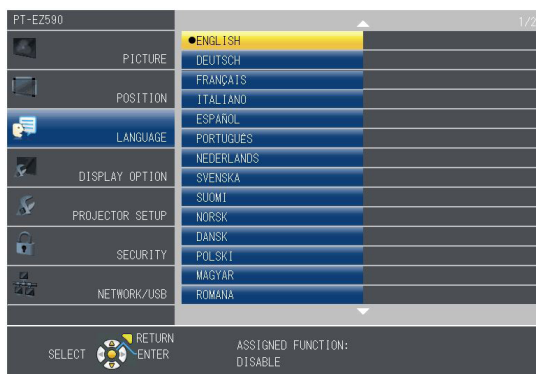 PT-EZ590
1/2
PICTURE
POSITION
LANGUAGE
DISPLAY OPTION
PROJECTOR SETUP
SECURITY
NETWORK/USB
●ENGLISH
DEUTSCH
FRANÇAIS
ITALIANO
ESPAÑOL
PORTUGUÊS
NEDERLANDS
SVENSKA
SUOMI
NORSK
DANSK
POLSKI
MAGYAR
ROMANA
SELECT
RETURN
ENTER
ASSIGNED FUNCTION:
DISABLE